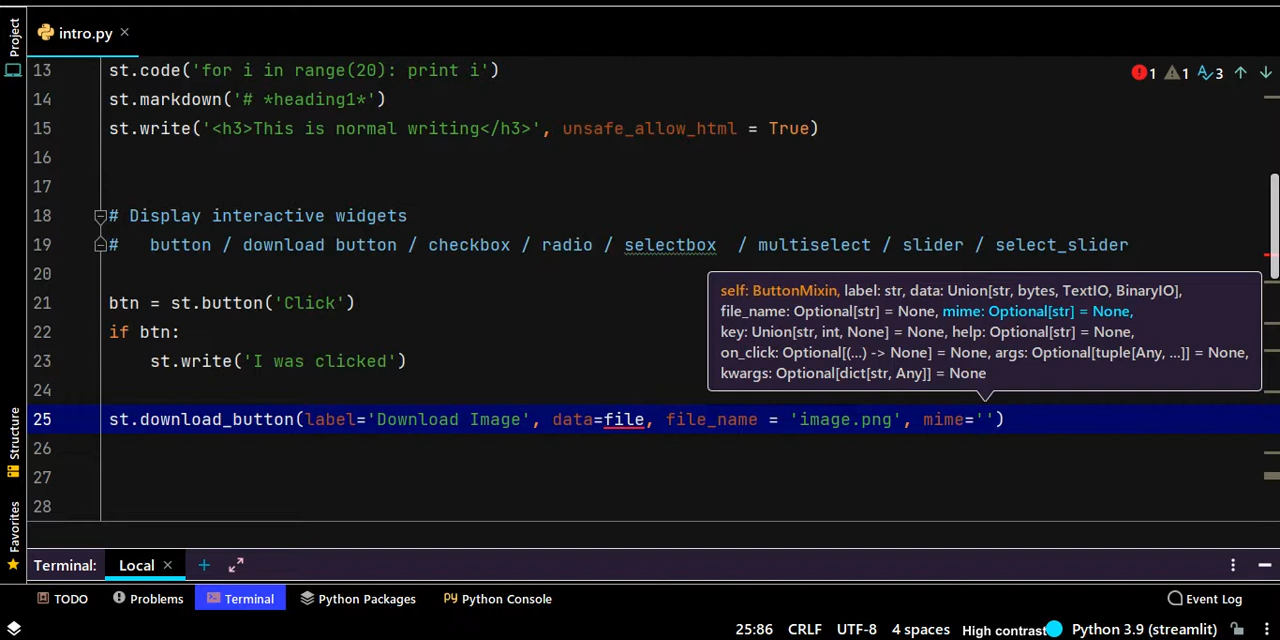 Project
intro.py
13 st.code('for i in range(20): print i')
14 st.markdown('# *heading1*')
15 st.write('<h3>This is normal writing</h3>', unsafe_allow_html = True)
1 1 3
16
17
18 # Display interactive widgets
19 # button / download button / checkbox / radio / selectbox / multiselect / slider / select_slider
20
21 btn = st.button('Click')
22 if btn:
23 st.write('I was clicked')
24
self: ButtonMixin, label: str, data: Union[str, bytes, TextIO, BinaryIO],
file_name: Optional[str] = None, mime: Optional[str] = None,
key: Union[str, int, None] = None, help: Optional[str] = None,
on_click: Optional[(...) -> None] = None, args: Optional[tuple[Any, ...]] = None,
kwargs: Optional[dict[str, Any]] = None
25 st.download_button(label='Download Image', data=file, file_name = 'image.png', mime='')
26
27
28
Structure
Favorites
Terminal: Local +
TODO Problems Terminal Python Packages Python Console Event Log
25:86 CRLF UTF-8 4 spaces High contrast Python 3.9 (streamlit)